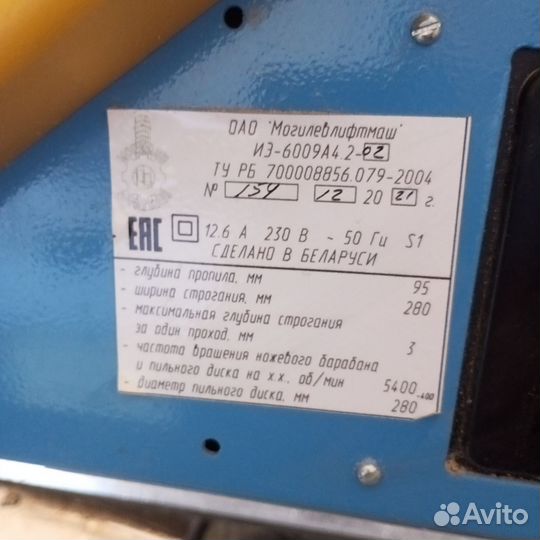 ОАО "Могилевлифтмаш"
ИЭ-6009А4.2-02
ТУ РБ 700008856.079-2004
№ 154 12 20 21 г.
EAC 12.6 А 230 В ~ 50 Гц S1
СДЕЛАНО В БЕЛАРУСИ
- глубина пропила, мм 95
- ширина строгания, мм 280
- максимальная глубина строгания
за один проход, мм 3
- частота вращения ножевого барабана
и пильного диска на х.х. об/мин 5400-400
- диаметр пильного диска, мм 280
Avito